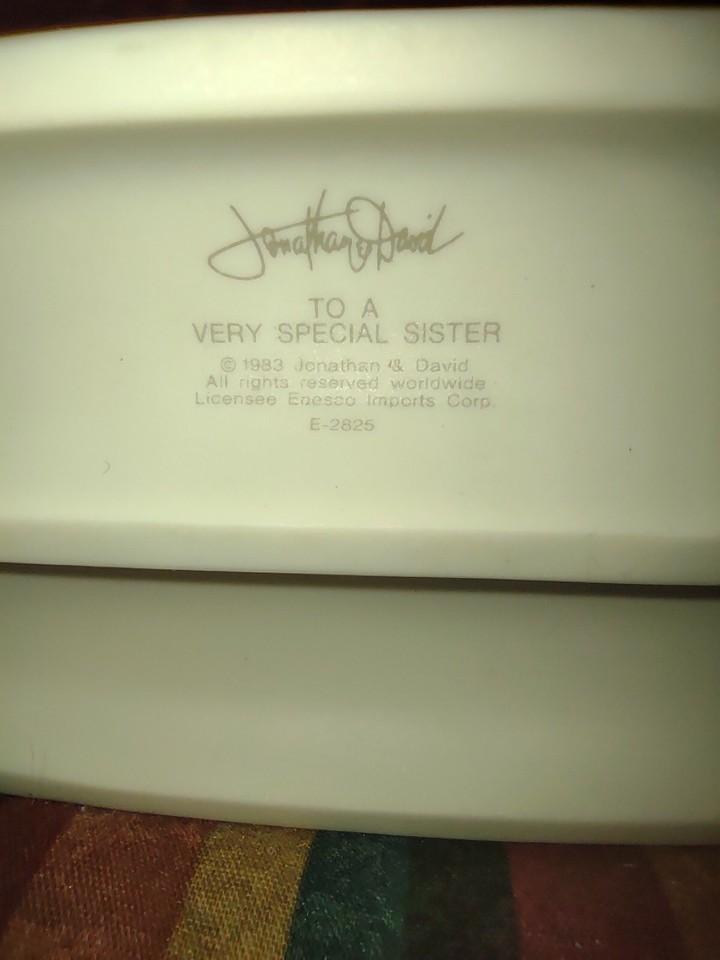 Jonathan & David
TO A
VERY SPECIAL SISTER
© 1983 Jonathan & David
All rights reserved worldwide
Licensee Enesco Imports Corp.
E-2825